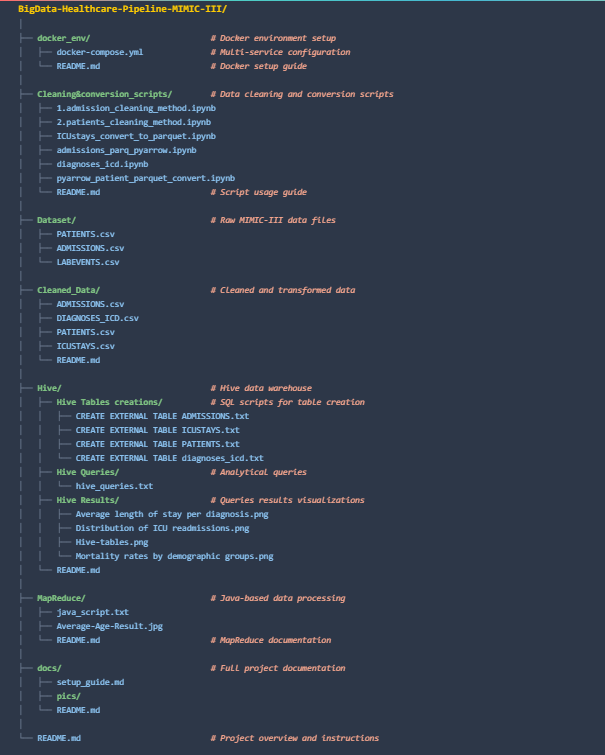 BigData-Healthcare-Pipeline-MIMIC-III/
│
├── docker_env/ # Docker environment setup
│   ├── docker-compose.yml # Multi-service configuration
│   └── README.md # Docker setup guide
│
├── Cleaning&conversion_scripts/ # Data cleaning and conversion scripts
│   ├── 1.admission_cleaning_method.ipynb
│   ├── 2.patients_cleaning_method.ipynb
│   ├── ICUstays_convert_to_parquet.ipynb
│   ├── admissions_parq_pyarrow.ipynb
│   ├── diagnoses_icd.ipynb
│   ├── pyarrow_patient_parquet_convert.ipynb
│   └── README.md # Script usage guide
│
├── Dataset/ # Raw MIMIC-III data files
│   ├── PATIENTS.csv
│   ├── ADMISSIONS.csv
│   └── LABEVENTS.csv
│
├── Cleaned_Data/ # Cleaned and transformed data
│   ├── ADMISSIONS.csv
│   ├── DIAGNOSES_ICD.csv
│   ├── PATIENTS.csv
│   ├── ICUSTAYS.csv
│   └── README.md
│
├── Hive/ # Hive data warehouse
│   ├── Hive Tables creations/ # SQL scripts for table creation
│   │   ├── CREATE EXTERNAL TABLE ADMISSIONS.txt
│   │   ├── CREATE EXTERNAL TABLE ICUSTAYS.txt
│   │   ├── CREATE EXTERNAL TABLE PATIENTS.txt
│   │   └── CREATE EXTERNAL TABLE diagnoses_icd.txt
│   ├── Hive Queries/ # Analytical queries
│   │   └── hive_queries.txt
│   ├── Hive Results/ # Queries results visualizations
│   │   ├── Average length of stay per diagnosis.png
│   │   ├── Distribution of ICU readmissions.png
│   │   ├── Hive-tables.png
│   │   └── Mortality rates by demographic groups.png
│   └── README.md
│
├── MapReduce/ # Java-based data processing
│   ├── java_script.txt
│   ├── Average-Age-Result.jpg
│   └── README.md # MapReduce documentation
│
├── docs/ # Full project documentation
│   ├── setup_guide.md
│   ├── pics/
│   └── README.md
│
└── README.md # Project overview and instructions